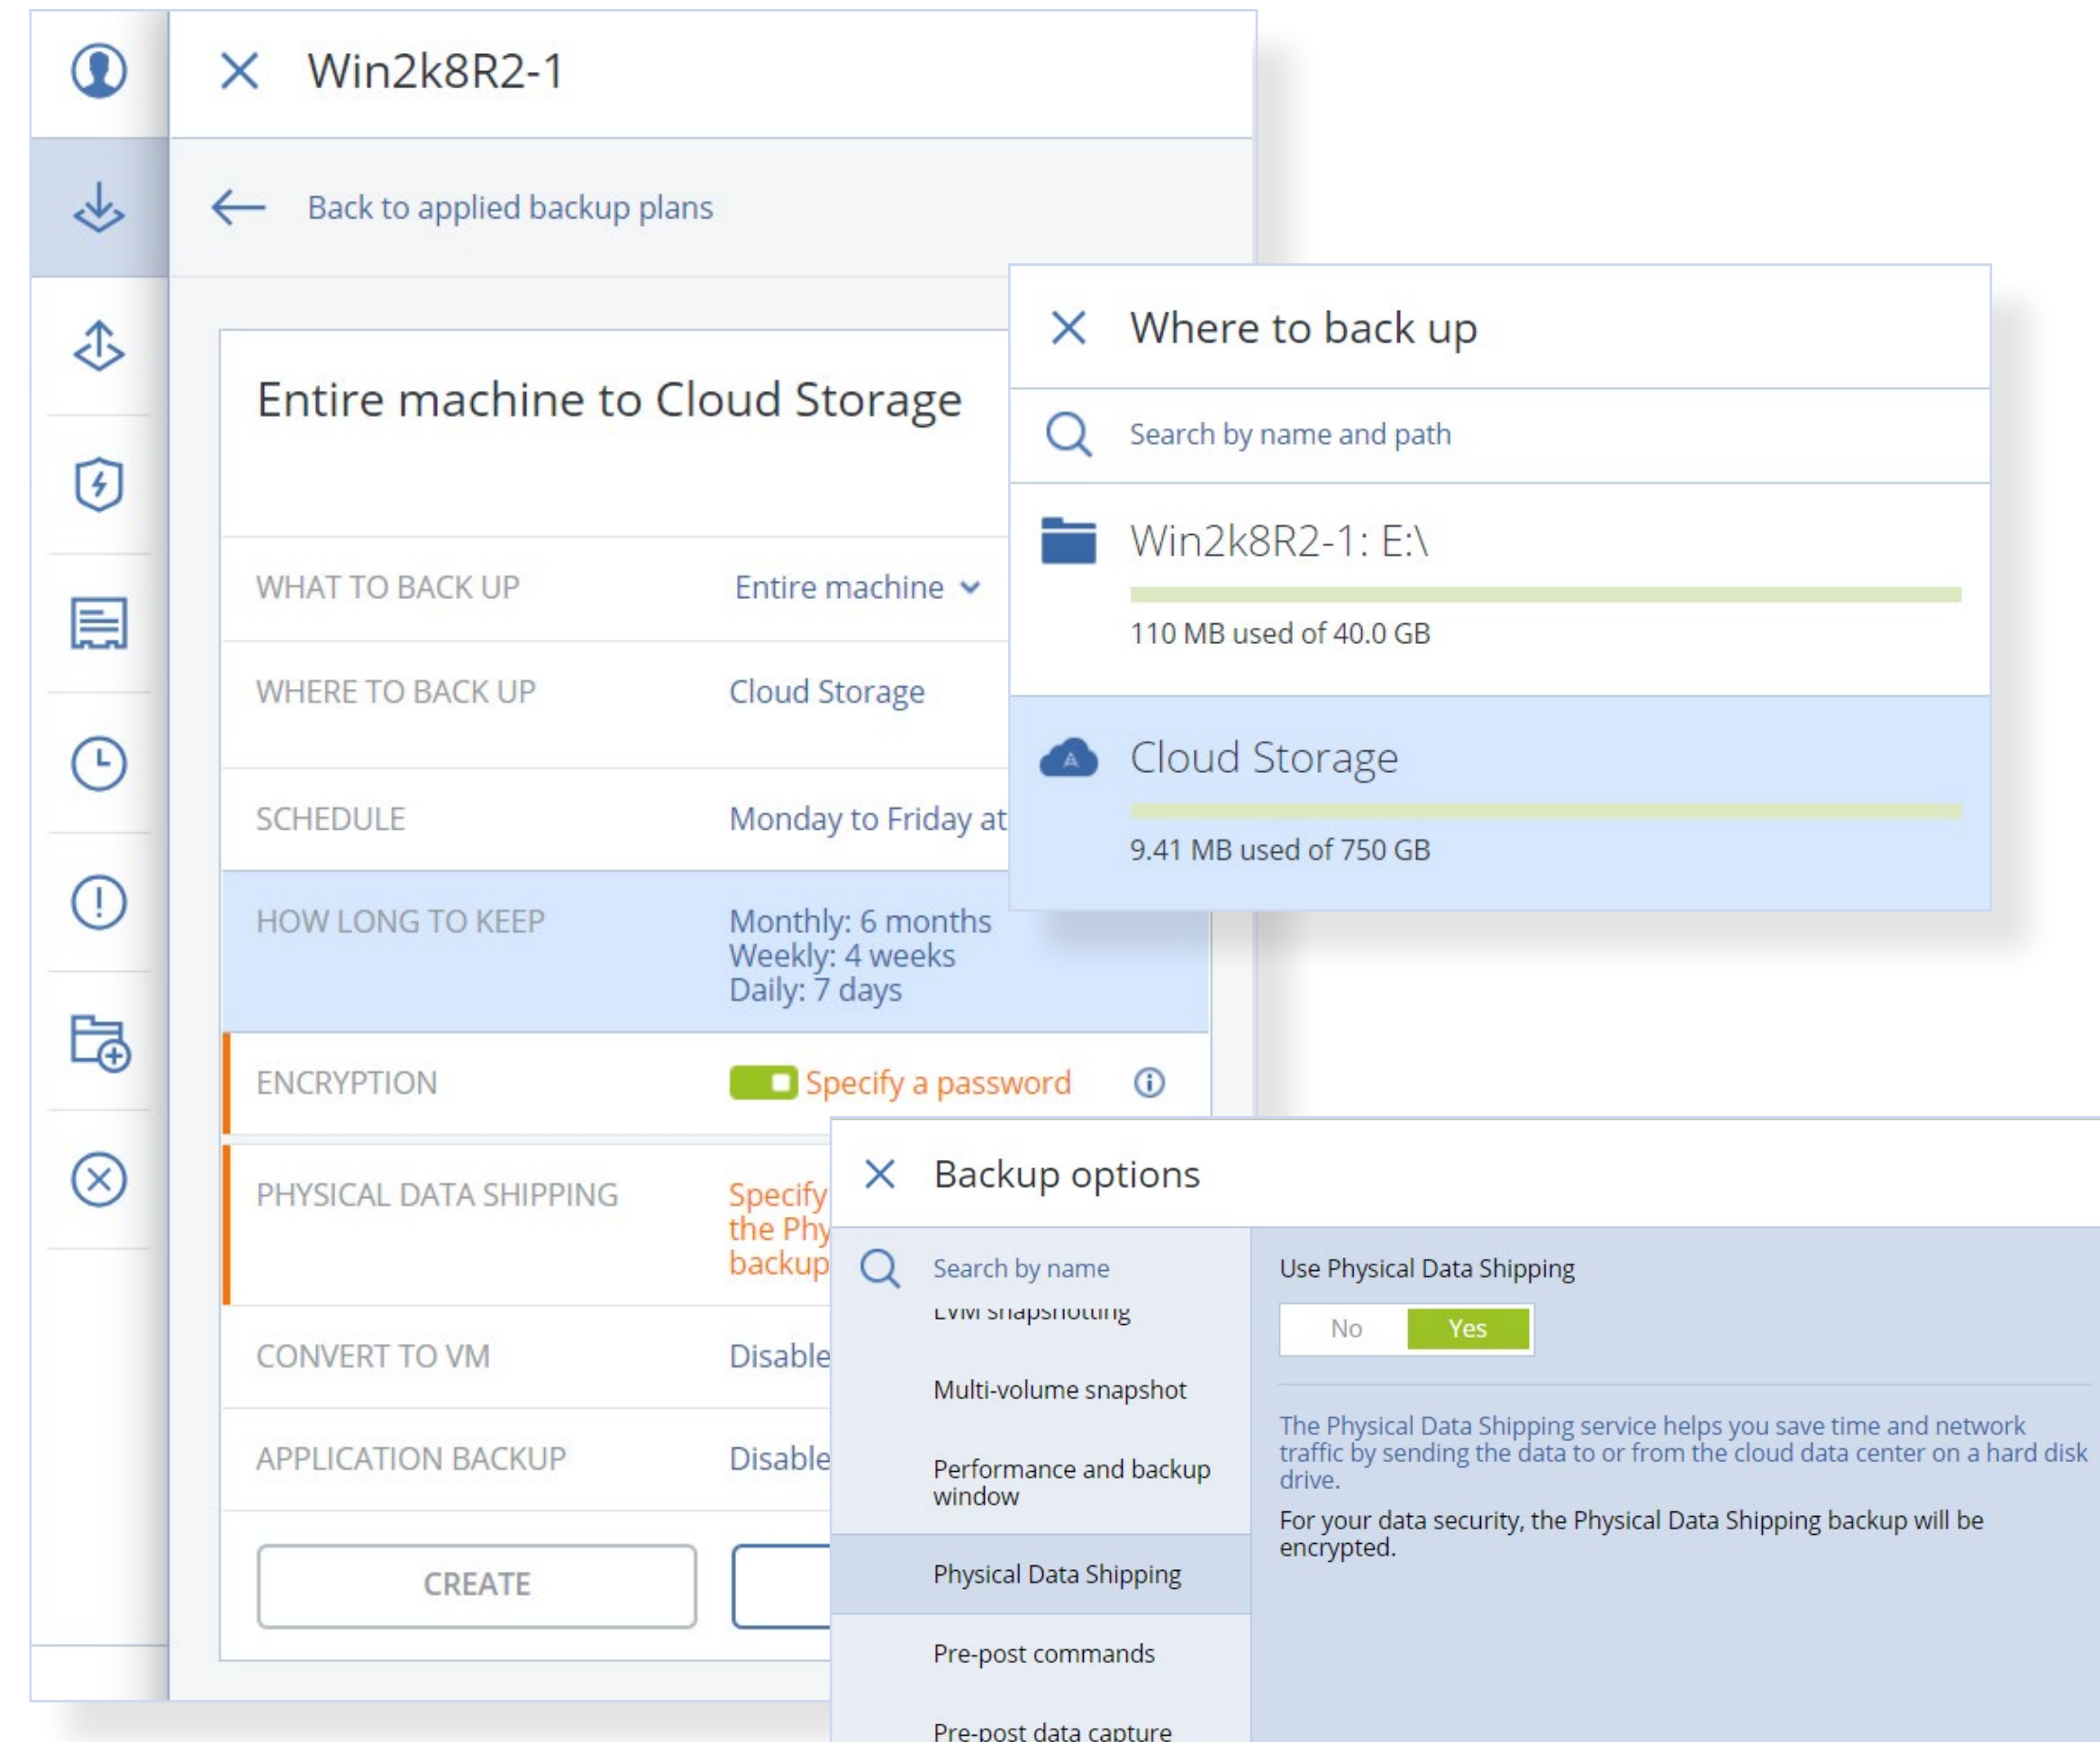 Win2k8R2-1
Back to applied backup plans
Entire machine to Cloud Storage
WHAT TO BACK UP Entire machine
WHERE TO BACK UP Cloud Storage
SCHEDULE Monday to Friday at
HOW LONG TO KEEP Monthly: 6 months
Weekly: 4 weeks
Daily: 7 days
ENCRYPTION Specify a password
PHYSICAL DATA SHIPPING Specify
the Phy
backup
CONVERT TO VM Disable
APPLICATION BACKUP Disable
CREATE
Where to back up
Search by name and path
Win2k8R2-1: E:\
110 MB used of 40.0 GB
Cloud Storage
9.41 MB used of 750 GB
Backup options
Search by name
LVM snapshotting
Multi-volume snapshot
Performance and backup
window
Physical Data Shipping
Pre-post commands
Pre-post data capture
Use Physical Data Shipping
No Yes
The Physical Data Shipping service helps you save time and network
traffic by sending the data to or from the cloud data center on a hard disk
drive.
For your data security, the Physical Data Shipping backup will be
encrypted.